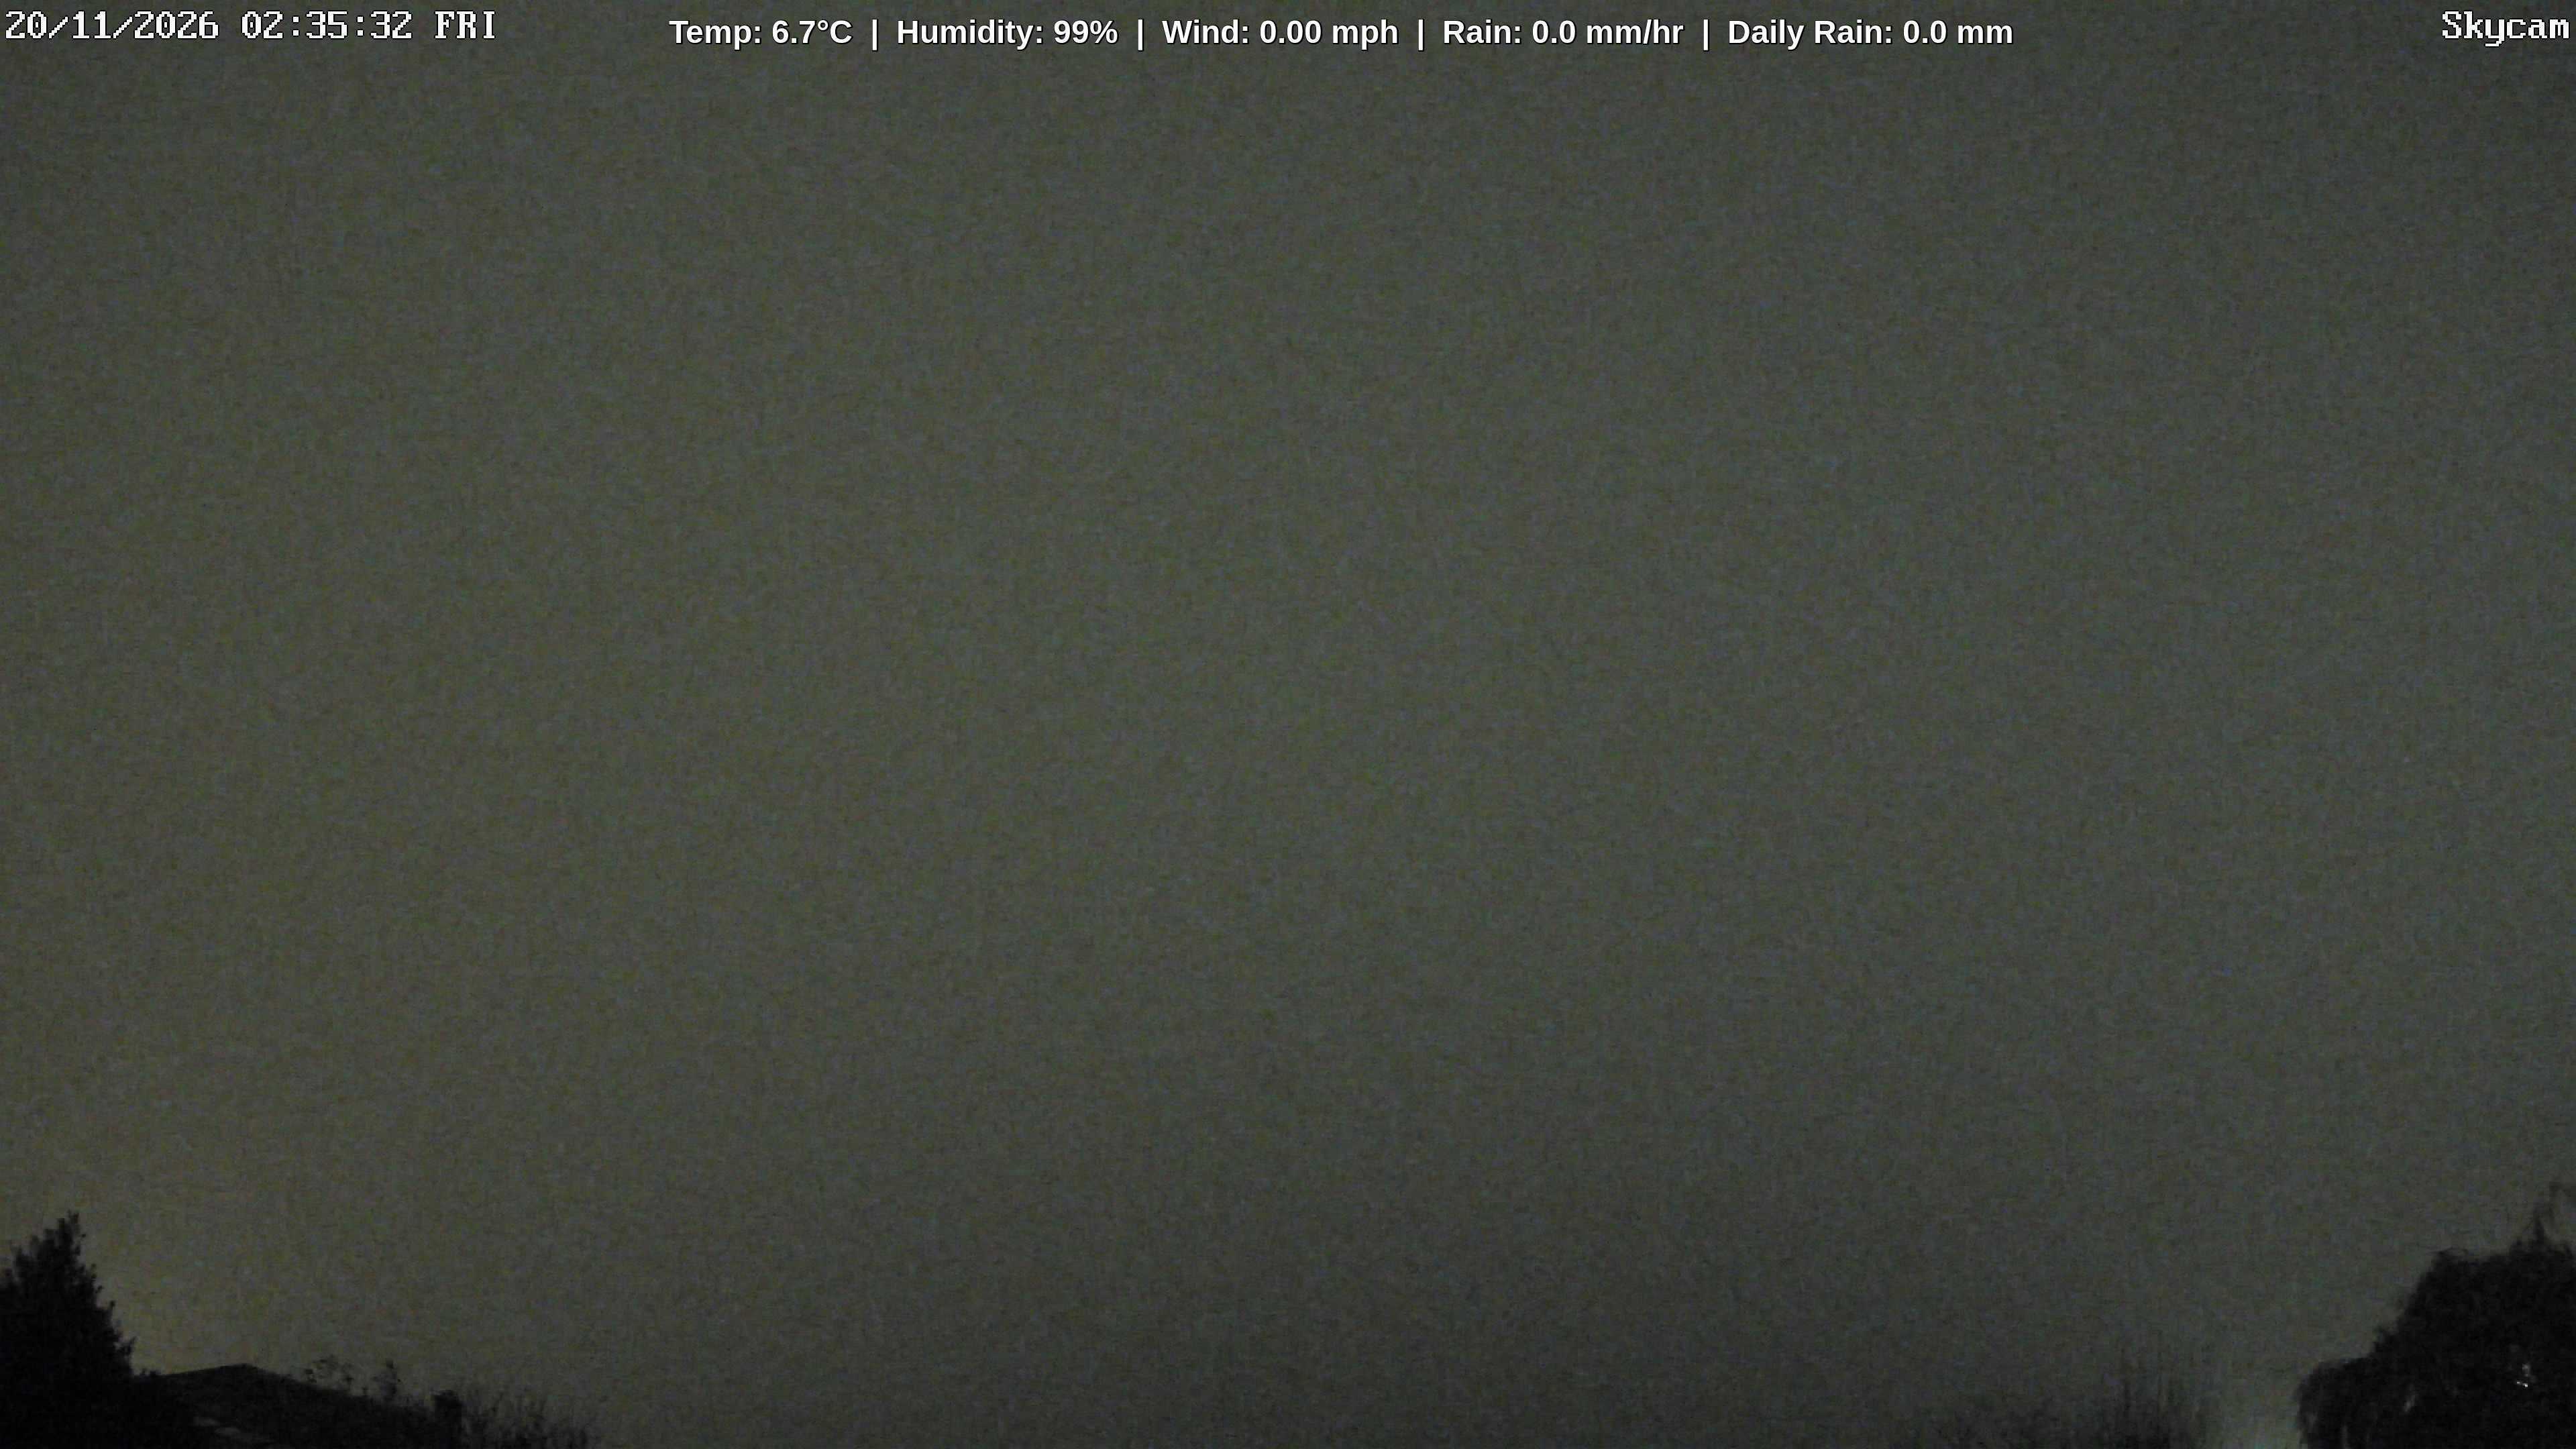 20/11/2026 02:35:32 FRI
Temp: 6.7°C | Humidity: 99% | Wind: 0.00 mph | Rain: 0.0 mm/hr | Daily Rain: 0.0 mm
Skycam